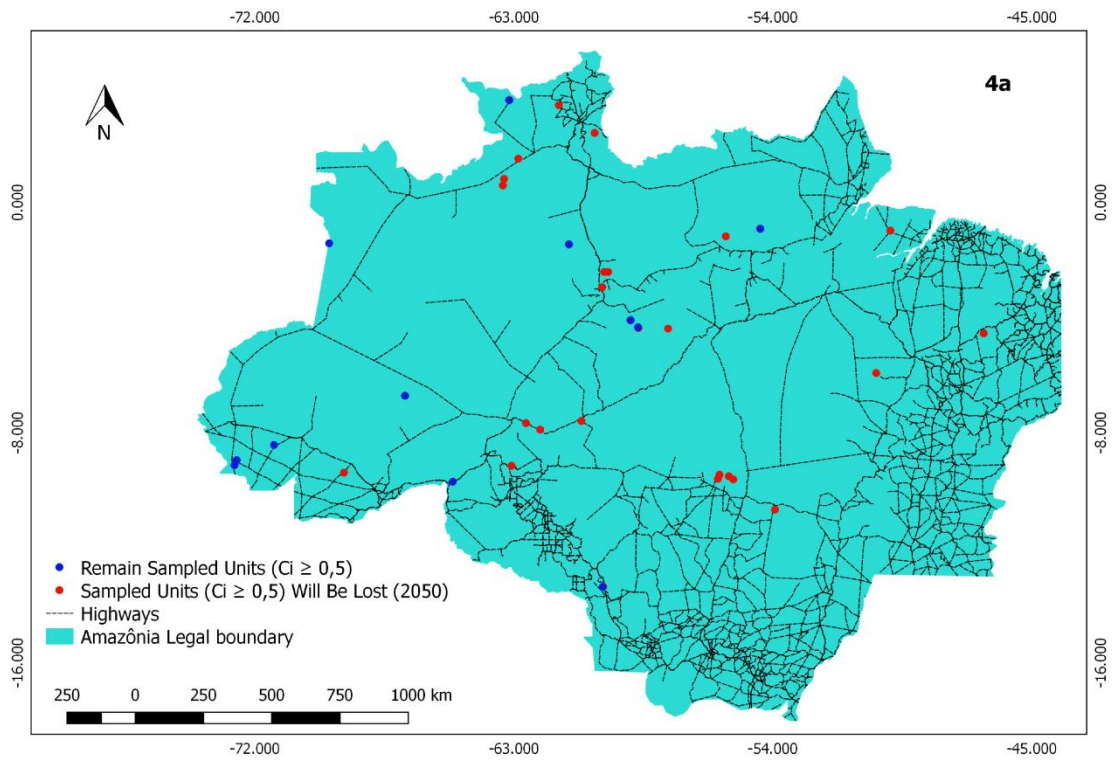 -72.000 -63.000 -54.000 -45.000
4a
N
0.000 0.000
-8.000 -8.000
Remain Sampled Units (Ci ≥ 0,5)
Sampled Units (Ci ≥ 0,5) Will Be Lost (2050)
Highways
Amazônia Legal boundary
-16.000 -16.000
250 0 250 500 750 1000 km
-72.000 -63.000 -54.000 -45.000